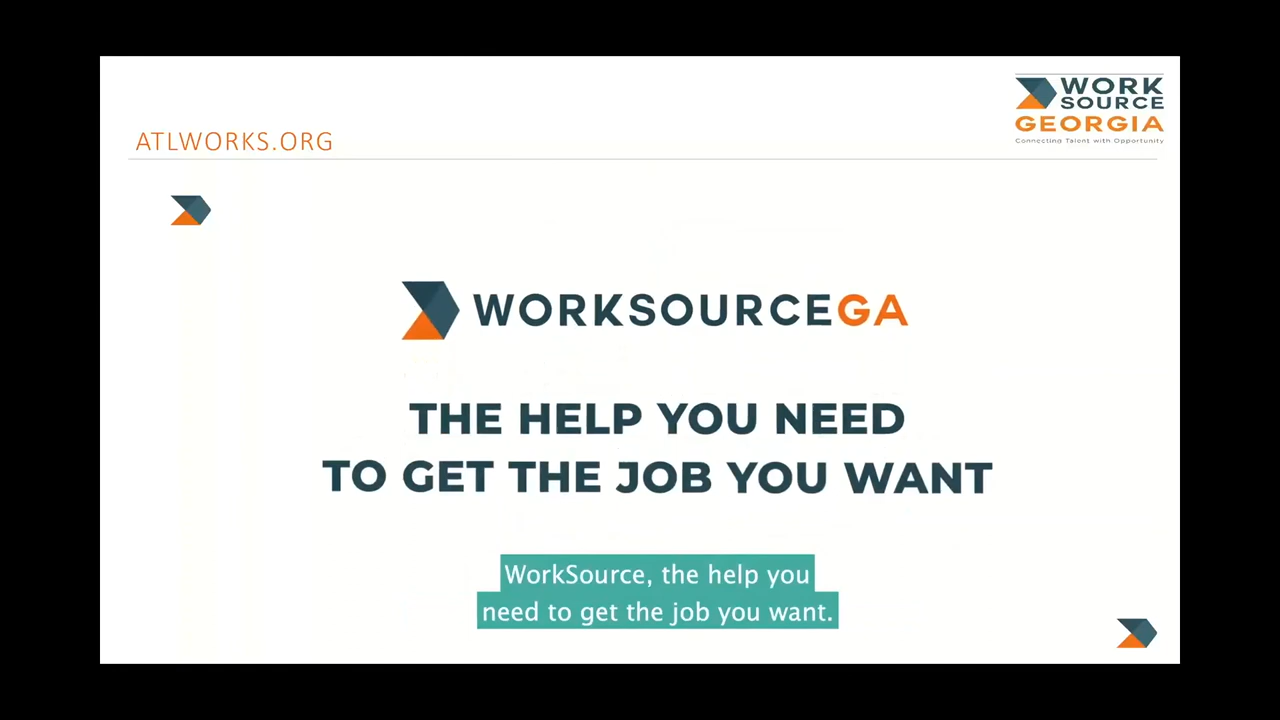 WORK
SOURCE
GEORGIA
Connecting Talent with Opportunity
ATLWORKS.ORG
WORKSOURCEGA
THE HELP YOU NEED
TO GET THE JOB YOU WANT
WorkSource, the help you
need to get the job you want.